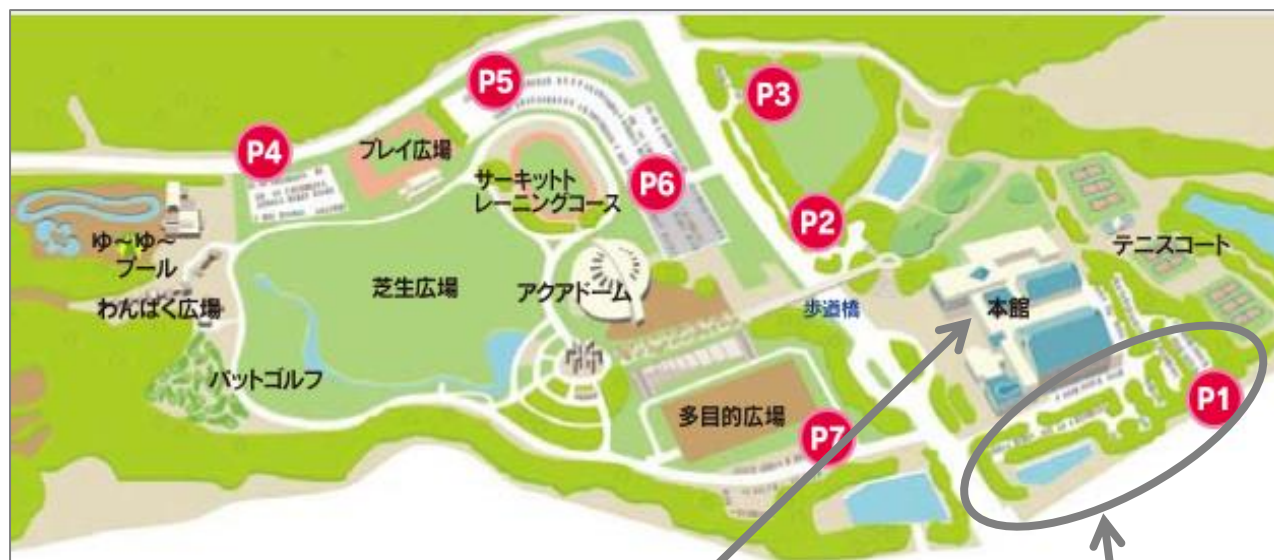 P5
P3
P4
プレイ広場
サーキットト
レーニングコース
P6
P2
テニスコート
ゆ~ゆ~
プール
芝生広場
アクアドーム
わんぱく広場
歩道橋
本館
パットゴルフ
P1
多目的広場
P7